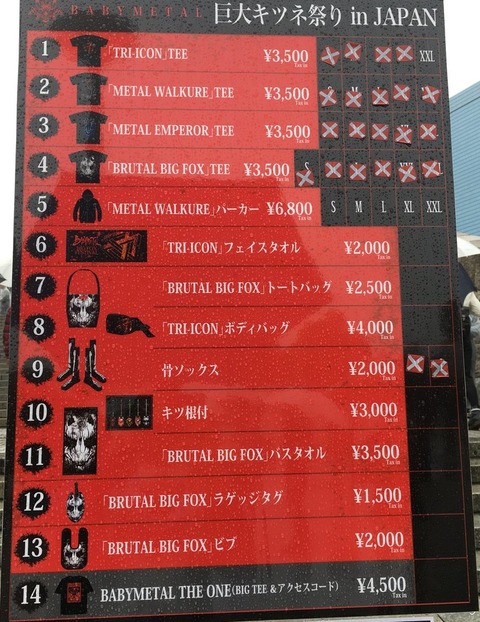 BABYMETAL 巨大キツネ祭り in JAPAN
1 「TRI-ICON」TEE ¥3,500 Tax in XXL
2 「METAL WALKURE」TEE ¥3,500 Tax in
3 「METAL EMPEROR」TEE ¥3,500 Tax in
4 「BRUTAL BIG FOX」TEE ¥3,500 Tax in
5 「METAL WALKURE」パーカー ¥6,800 Tax in S M L XL XXL
6 「TRI-ICON」フェイスタオル ¥2,000 Tax in
7 「BRUTAL BIG FOX」トートバッグ ¥2,500 Tax in
8 「TRI-ICON」ボディバッグ ¥4,000 Tax in
9 骨ソックス ¥2,000 Tax in
10 キツ根付 ¥3,000 Tax in
11 「BRUTAL BIG FOX」バスタオル ¥3,500 Tax in
12 「BRUTAL BIG FOX」ラゲッジタグ ¥1,500 Tax in
13 「BRUTAL BIG FOX」ビブ ¥2,000 Tax in
14 BABYMETAL THE ONE(BIG TEE &アクセスコード) ¥4,500 Tax in